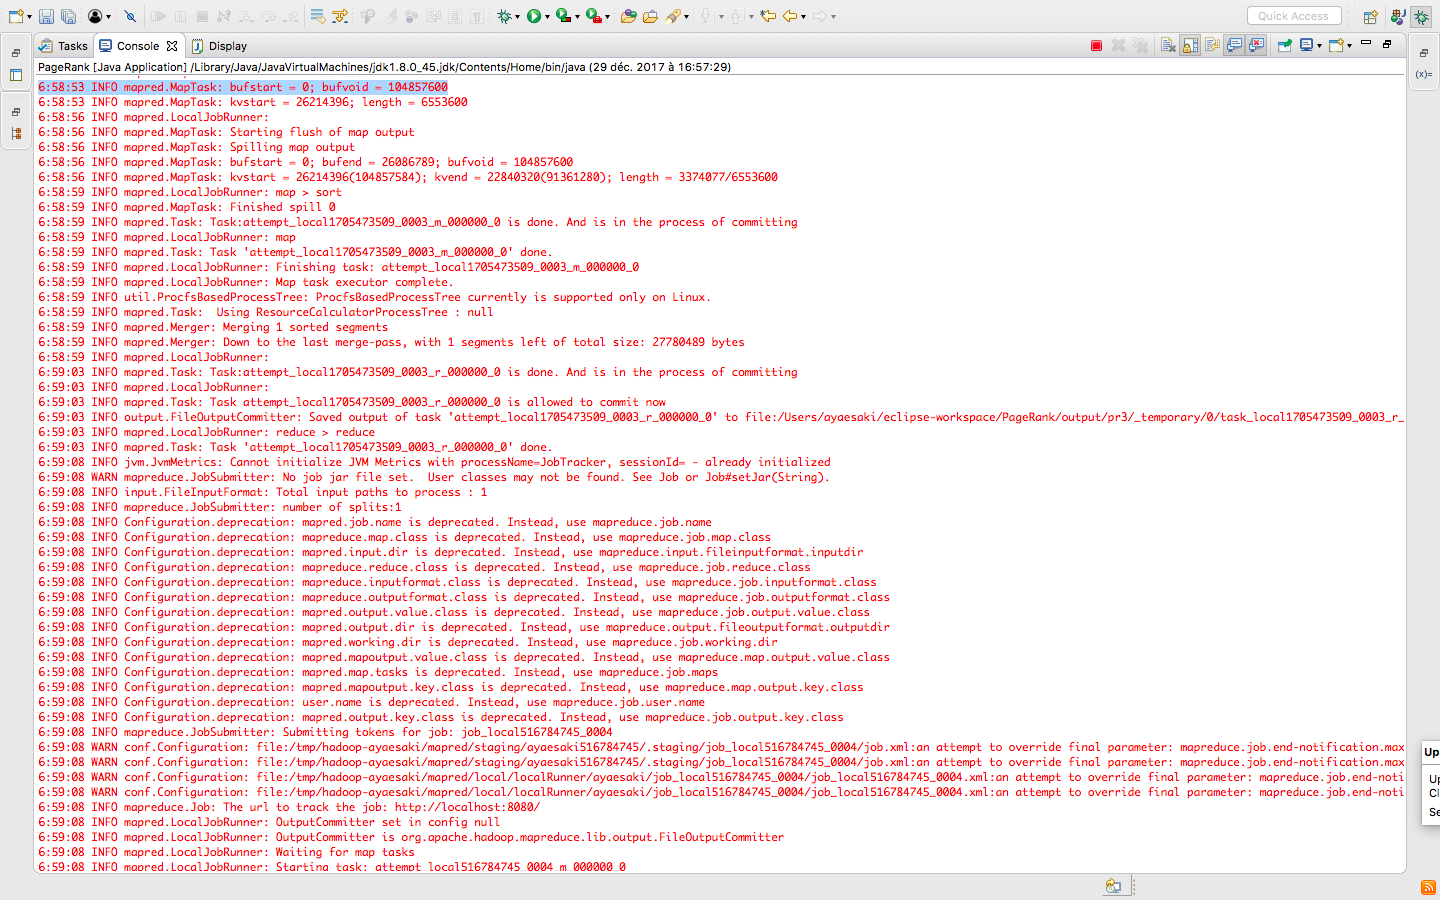 Quick Access
Tasks Console Display
PageRank [Java Application] /Library/Java/JavaVirtualMachines/jdk1.8.0_45.jdk/Contents/Home/bin/java (29 déc. 2017 à 16:57:29)
6:58:53 INFO mapred.MapTask: bufstart = 0; bufvoid = 104857600
6:58:53 INFO mapred.MapTask: kvstart = 26214396; length = 6553600
6:58:56 INFO mapred.LocalJobRunner:
6:58:56 INFO mapred.MapTask: Starting flush of map output
6:58:56 INFO mapred.MapTask: Spilling map output
6:58:56 INFO mapred.MapTask: bufstart = 0; bufend = 26086789; bufvoid = 104857600
6:58:56 INFO mapred.MapTask: kvstart = 26214396(104857584); kvend = 22840320(91361280); length = 3374077/6553600
6:58:59 INFO mapred.LocalJobRunner: map > sort
6:58:59 INFO mapred.MapTask: Finished spill 0
6:58:59 INFO mapred.Task: Task:attempt_local1705473509_0003_m_000000_0 is done. And is in the process of committing
6:58:59 INFO mapred.LocalJobRunner: map
6:58:59 INFO mapred.Task: Task 'attempt_local1705473509_0003_m_000000_0' done.
6:58:59 INFO mapred.LocalJobRunner: Finishing task: attempt_local1705473509_0003_m_000000_0
6:58:59 INFO mapred.LocalJobRunner: Map task executor complete.
6:58:59 INFO util.ProcfsBasedProcessTree: ProcfsBasedProcessTree currently is supported only on Linux.
6:58:59 INFO mapred.Task:  Using ResourceCalculatorProcessTree : null
6:58:59 INFO mapred.Merger: Merging 1 sorted segments
6:58:59 INFO mapred.Merger: Down to the last merge-pass, with 1 segments left of total size: 27780489 bytes
6:58:59 INFO mapred.LocalJobRunner:
6:59:03 INFO mapred.Task: Task:attempt_local1705473509_0003_r_000000_0 is done. And is in the process of committing
6:59:03 INFO mapred.LocalJobRunner:
6:59:03 INFO mapred.Task: Task attempt_local1705473509_0003_r_000000_0 is allowed to commit now
6:59:03 INFO output.FileOutputCommitter: Saved output of task 'attempt_local1705473509_0003_r_000000_0' to file:/Users/ayaesaki/eclipse-workspace/PageRank/output/pr3/_temporary/0/task_local1705473509_0003_r_
6:59:03 INFO mapred.LocalJobRunner: reduce > reduce
6:59:03 INFO mapred.Task: Task 'attempt_local1705473509_0003_r_000000_0' done.
6:59:08 INFO jvm.JvmMetrics: Cannot initialize JVM Metrics with processName=JobTracker, sessionId= - already initialized
6:59:08 WARN mapreduce.JobSubmitter: No job jar file set.  User classes may not be found. See Job or Job#setJar(String).
6:59:08 INFO input.FileInputFormat: Total input paths to process : 1
6:59:08 INFO mapreduce.JobSubmitter: number of splits:1
6:59:08 INFO Configuration.deprecation: mapred.job.name is deprecated. Instead, use mapreduce.job.name
6:59:08 INFO Configuration.deprecation: mapreduce.map.class is deprecated. Instead, use mapreduce.job.map.class
6:59:08 INFO Configuration.deprecation: mapred.input.dir is deprecated. Instead, use mapreduce.input.fileinputformat.inputdir
6:59:08 INFO Configuration.deprecation: mapreduce.reduce.class is deprecated. Instead, use mapreduce.job.reduce.class
6:59:08 INFO Configuration.deprecation: mapreduce.inputformat.class is deprecated. Instead, use mapreduce.job.inputformat.class
6:59:08 INFO Configuration.deprecation: mapreduce.outputformat.class is deprecated. Instead, use mapreduce.job.outputformat.class
6:59:08 INFO Configuration.deprecation: mapred.output.value.class is deprecated. Instead, use mapreduce.job.output.value.class
6:59:08 INFO Configuration.deprecation: mapred.output.dir is deprecated. Instead, use mapreduce.output.fileoutputformat.outputdir
6:59:08 INFO Configuration.deprecation: mapred.working.dir is deprecated. Instead, use mapreduce.job.working.dir
6:59:08 INFO Configuration.deprecation: mapred.mapoutput.value.class is deprecated. Instead, use mapreduce.map.output.value.class
6:59:08 INFO Configuration.deprecation: mapred.map.tasks is deprecated. Instead, use mapreduce.job.maps
6:59:08 INFO Configuration.deprecation: mapred.mapoutput.key.class is deprecated. Instead, use mapreduce.map.output.key.class
6:59:08 INFO Configuration.deprecation: user.name is deprecated. Instead, use mapreduce.job.user.name
6:59:08 INFO Configuration.deprecation: mapred.output.key.class is deprecated. Instead, use mapreduce.job.output.key.class
6:59:08 INFO mapreduce.JobSubmitter: Submitting tokens for job: job_local516784745_0004
6:59:08 WARN conf.Configuration: file:/tmp/hadoop-ayaesaki/mapred/staging/ayaesaki516784745/.staging/job_local516784745_0004/job.xml:an attempt to override final parameter: mapreduce.job.end-notification.max
6:59:08 WARN conf.Configuration: file:/tmp/hadoop-ayaesaki/mapred/staging/ayaesaki516784745/.staging/job_local516784745_0004/job.xml:an attempt to override final parameter: mapreduce.job.end-notification.max
6:59:08 WARN conf.Configuration: file:/tmp/hadoop-ayaesaki/mapred/local/localRunner/ayaesaki/job_local516784745_0004/job_local516784745_0004.xml:an attempt to override final parameter: mapreduce.job.end-noti
6:59:08 WARN conf.Configuration: file:/tmp/hadoop-ayaesaki/mapred/local/localRunner/ayaesaki/job_local516784745_0004/job_local516784745_0004.xml:an attempt to override final parameter: mapreduce.job.end-noti
6:59:08 INFO mapreduce.Job: The url to track the job: http://localhost:8080/
6:59:08 INFO mapred.LocalJobRunner: OutputCommitter set in config null
6:59:08 INFO mapred.LocalJobRunner: OutputCommitter is org.apache.hadoop.mapreduce.lib.output.FileOutputCommitter
6:59:08 INFO mapred.LocalJobRunner: Waiting for map tasks
6:59:08 INFO mapred.LocalJobRunner: Starting task: attempt_local516784745_0004_m_000000_0
(x)=
Up
Up
Cl
Se